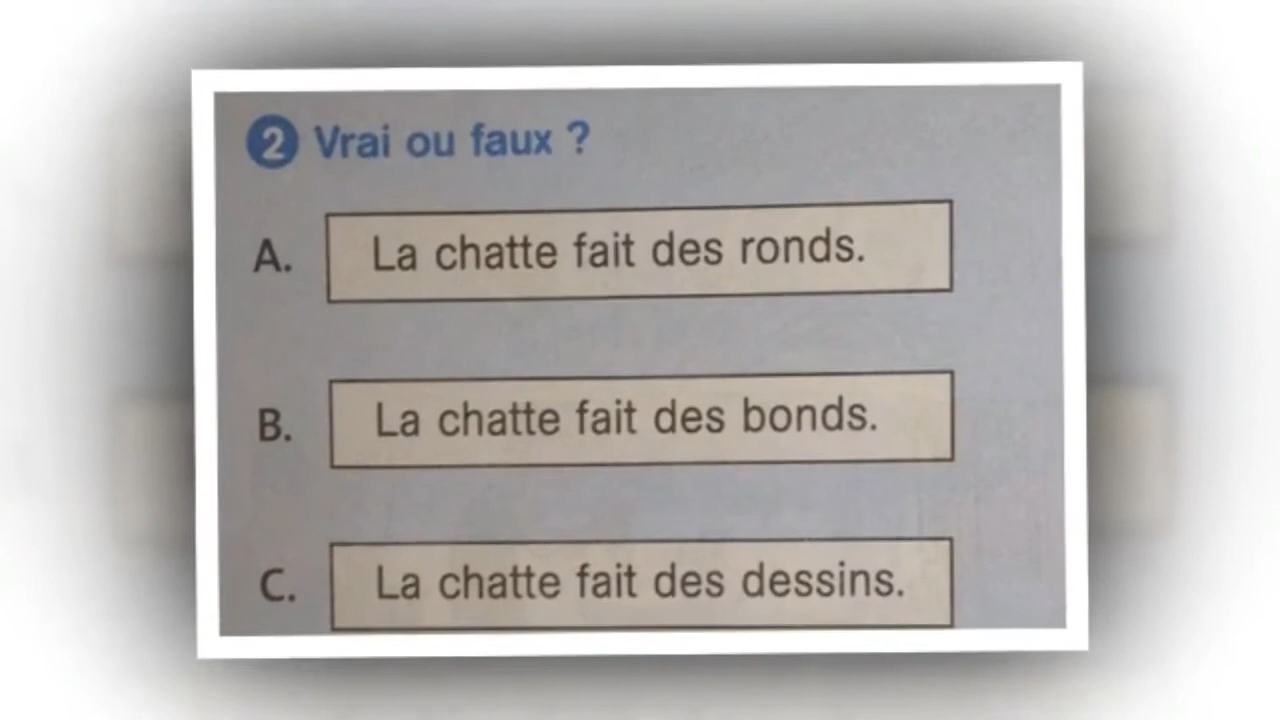 2 Vrai ou faux ?
A. La chatte fait des ronds.
B. La chatte fait des bonds.
C. La chatte fait des dessins.